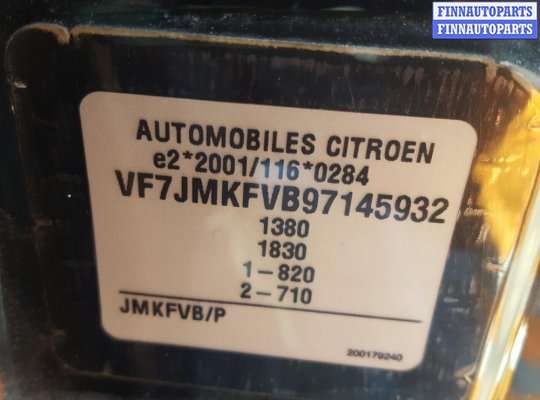 FINNAUTOPARTS
FINNAUTOPARTS
AUTOMOBILES CITROEN
e2*2001/116*0284
VF7JMKFVB97145932
1380
1830
1-820
2-710
JMKFVB/P
200179240